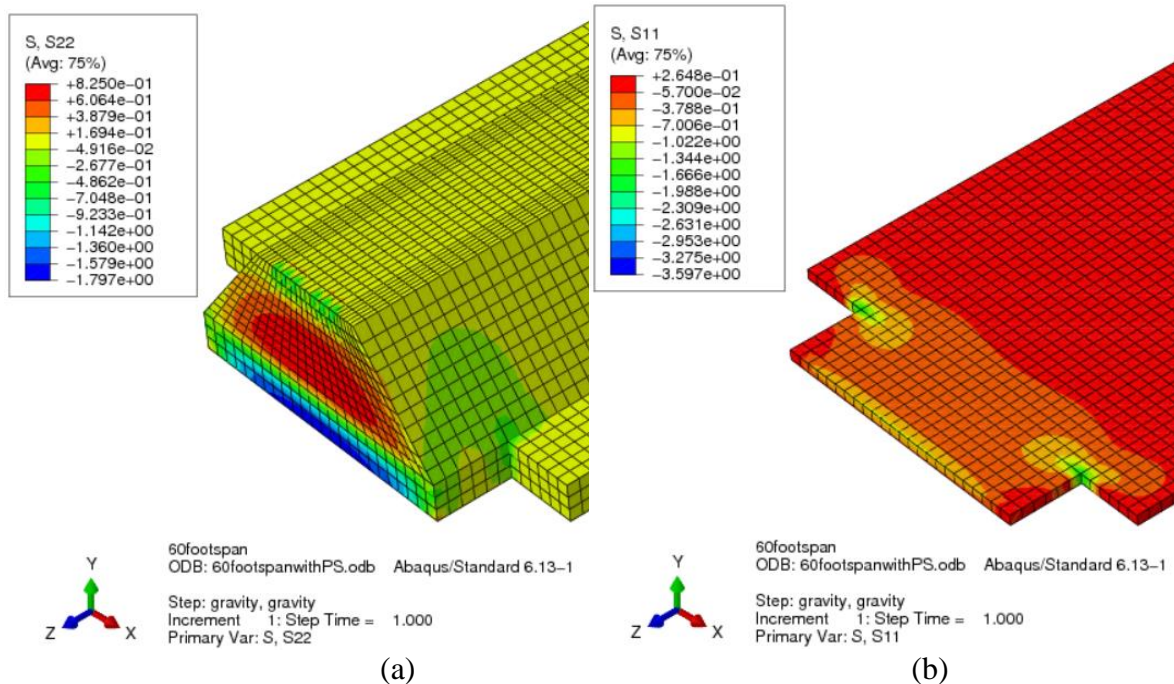 S, S22
(Avg: 75%)
+8.250e−01
+6.064e−01
+3.879e−01
+1.694e−01
−4.916e−02
−2.677e−01
−4.862e−01
−7.048e−01
−9.233e−01
−1.142e+00
−1.360e+00
−1.579e+00
−1.797e+00
60footspan
ODB: 60footspanwithPS.odb Abaqus/Standard 6.13−1
Step: gravity, gravity
Increment 1: Step Time = 1.000
Primary Var: S, S22
Y
Z X
(a)
S, S11
(Avg: 75%)
+2.648e−01
−5.700e−02
−3.788e−01
−7.006e−01
−1.022e+00
−1.344e+00
−1.666e+00
−1.988e+00
−2.309e+00
−2.631e+00
−2.953e+00
−3.275e+00
−3.597e+00
60footspan
ODB: 60footspanwithPS.odb Abaqus/Standard 6.13−1
Step: gravity, gravity
Increment 1: Step Time = 1.000
Primary Var: S, S11
Y
Z X
(b)